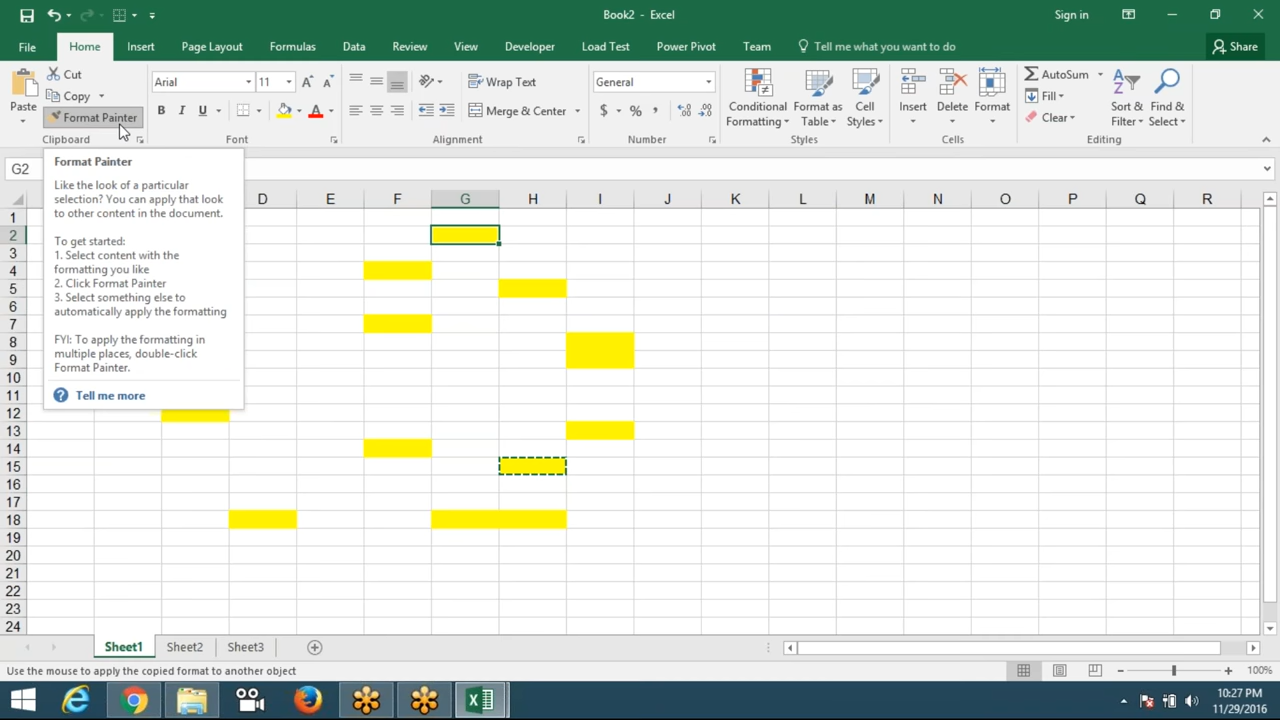 Book2 - Excel
Sign in
File
Home
Insert
Page Layout
Formulas
Data
Review
View
Developer
Load Test
Power Pivot
Team
Tell me what you want to do
Share
Paste
Cut
Copy
Format Painter
Clipboard
Arial
11
B I U
A A
A
Font
Wrap Text
Merge & Center
Alignment
General
$ % ,
Number
Conditional
Formatting
Format as
Table
Cell
Styles
Styles
Insert
Delete
Format
Cells
AutoSum
Fill
Clear
Sort &
Filter
Find &
Select
Editing
G2
Format Painter
Like the look of a particular
selection? You can apply that look
to other content in the document.
To get started:
1. Select content with the
formatting you like
2. Click Format Painter
3. Select something else to
automatically apply the formatting
FYI: To apply the formatting in
multiple places, double-click
Format Painter.
Tell me more
D E F G H I J K L M N O P Q R
1
2
3
4
5
6
7
8
9
10
11
12
13
14
15
16
17
18
19
20
21
22
23
24
Sheet1
Sheet2
Sheet3
Use the mouse to apply the copied format to another object
100%
10:27 PM
11/29/2016